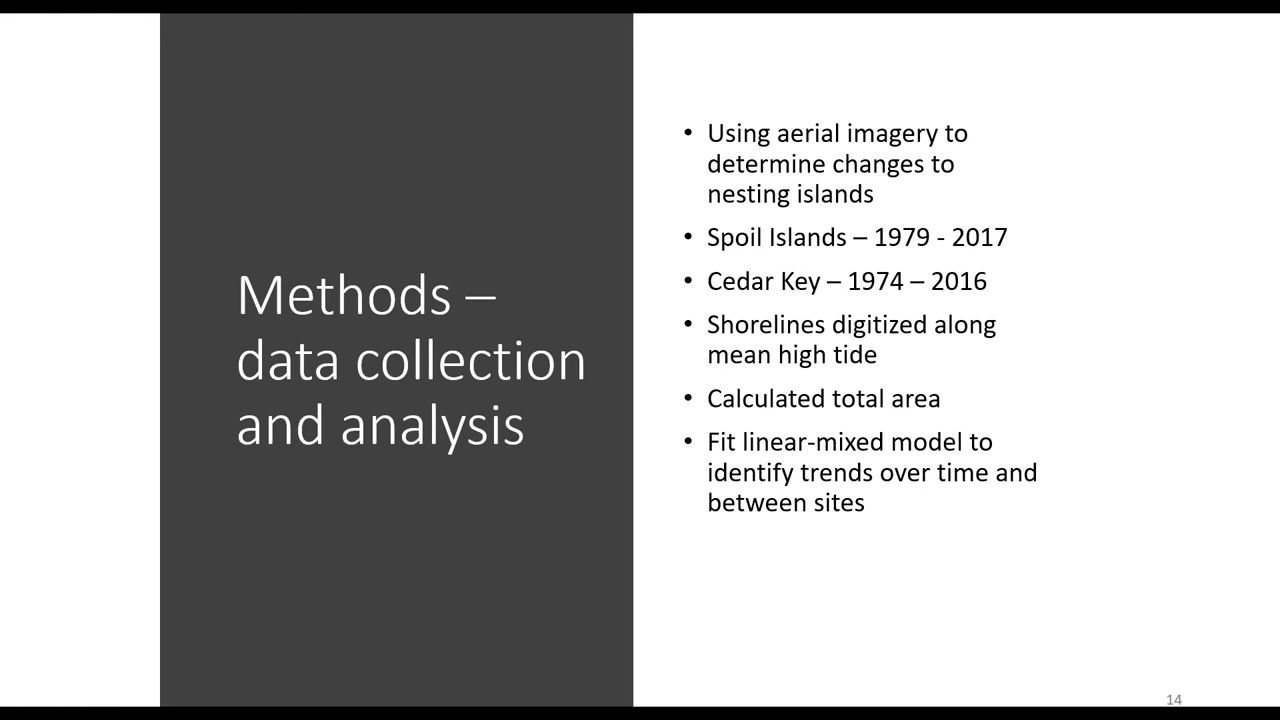 Methods –
data collection
and analysis
• Using aerial imagery to
determine changes to
nesting islands
• Spoil Islands – 1979 - 2017
• Cedar Key – 1974 – 2016
• Shorelines digitized along
mean high tide
• Calculated total area
• Fit linear-mixed model to
identify trends over time and
between sites
14